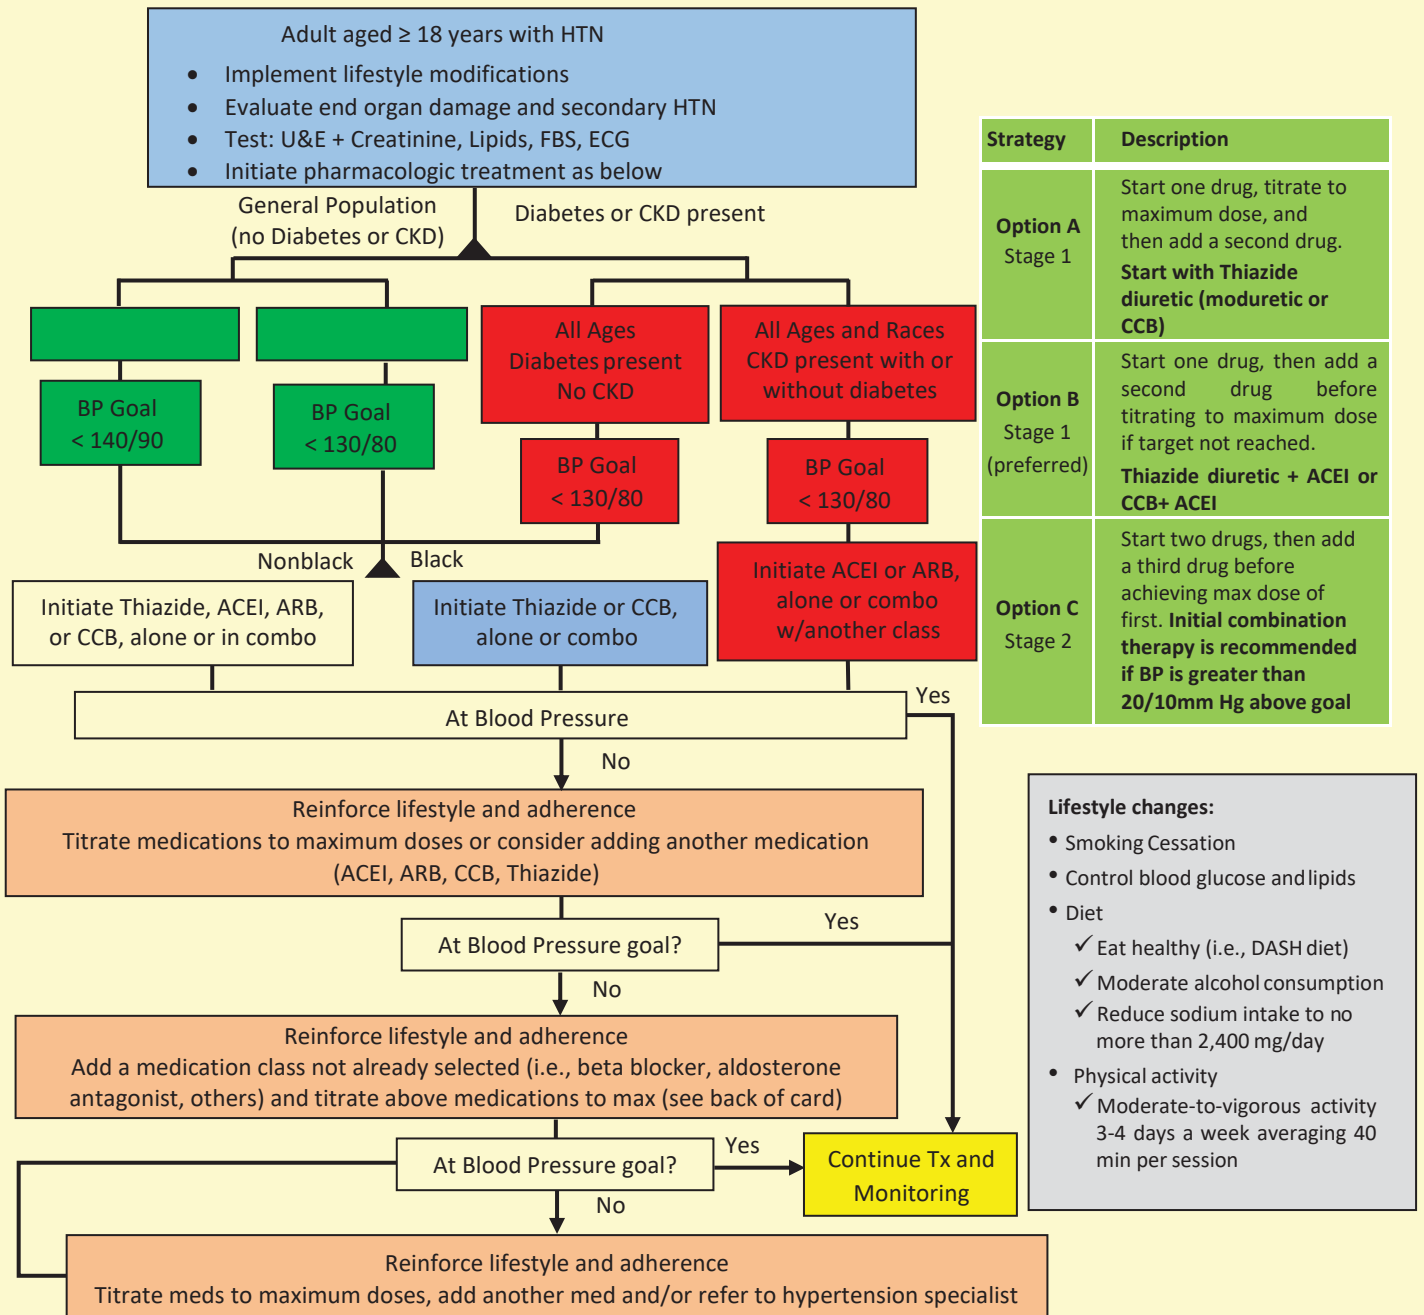 Adult aged ≥ 18 years with HTN
• Implement lifestyle modifications
• Evaluate end organ damage and secondary HTN
• Test: U&E + Creatinine, Lipids, FBS, ECG
• Initiate pharmacologic treatment as below
General Population
(no Diabetes or CKD)
Diabetes or CKD present
All Ages
Diabetes present
No CKD
All Ages and Races
CKD present with or
without diabetes
BP Goal
< 140/90
BP Goal
< 130/80
BP Goal
< 130/80
BP Goal
< 130/80
Nonblack
Black
Initiate Thiazide, ACEI, ARB,
or CCB, alone or in combo
Initiate Thiazide or CCB,
alone or combo
Initiate ACEI or ARB,
alone or combo
w/another class
At Blood Pressure
Yes
No
Reinforce lifestyle and adherence
Titrate medications to maximum doses or consider adding another medication
(ACEI, ARB, CCB, Thiazide)
At Blood Pressure goal?
Yes
No
Reinforce lifestyle and adherence
Add a medication class not already selected (i.e., beta blocker, aldosterone
antagonist, others) and titrate above medications to max (see back of card)
At Blood Pressure goal?
Yes
Continue Tx and
Monitoring
No
Reinforce lifestyle and adherence
Titrate meds to maximum doses, add another med and/or refer to hypertension specialist
Strategy Description
Option A
Stage 1
Start one drug, titrate to
maximum dose, and
then add a second drug.
Start with Thiazide
diuretic (moduretic or
CCB)
Option B
Stage 1
(preferred)
Start one drug, then add a
second drug before
titrating to maximum dose
if target not reached.
Thiazide diuretic + ACEI or
CCB+ ACEI
Option C
Stage 2
Start two drugs, then add
a third drug before
achieving max dose of
first. Initial combination
therapy is recommended
if BP is greater than
20/10mm Hg above goal
Lifestyle changes:
• Smoking Cessation
• Control blood glucose and lipids
• Diet
✓ Eat healthy (i.e., DASH diet)
✓ Moderate alcohol consumption
✓ Reduce sodium intake to no
more than 2,400 mg/day
• Physical activity
✓ Moderate-to-vigorous activity
3-4 days a week averaging 40
min per session